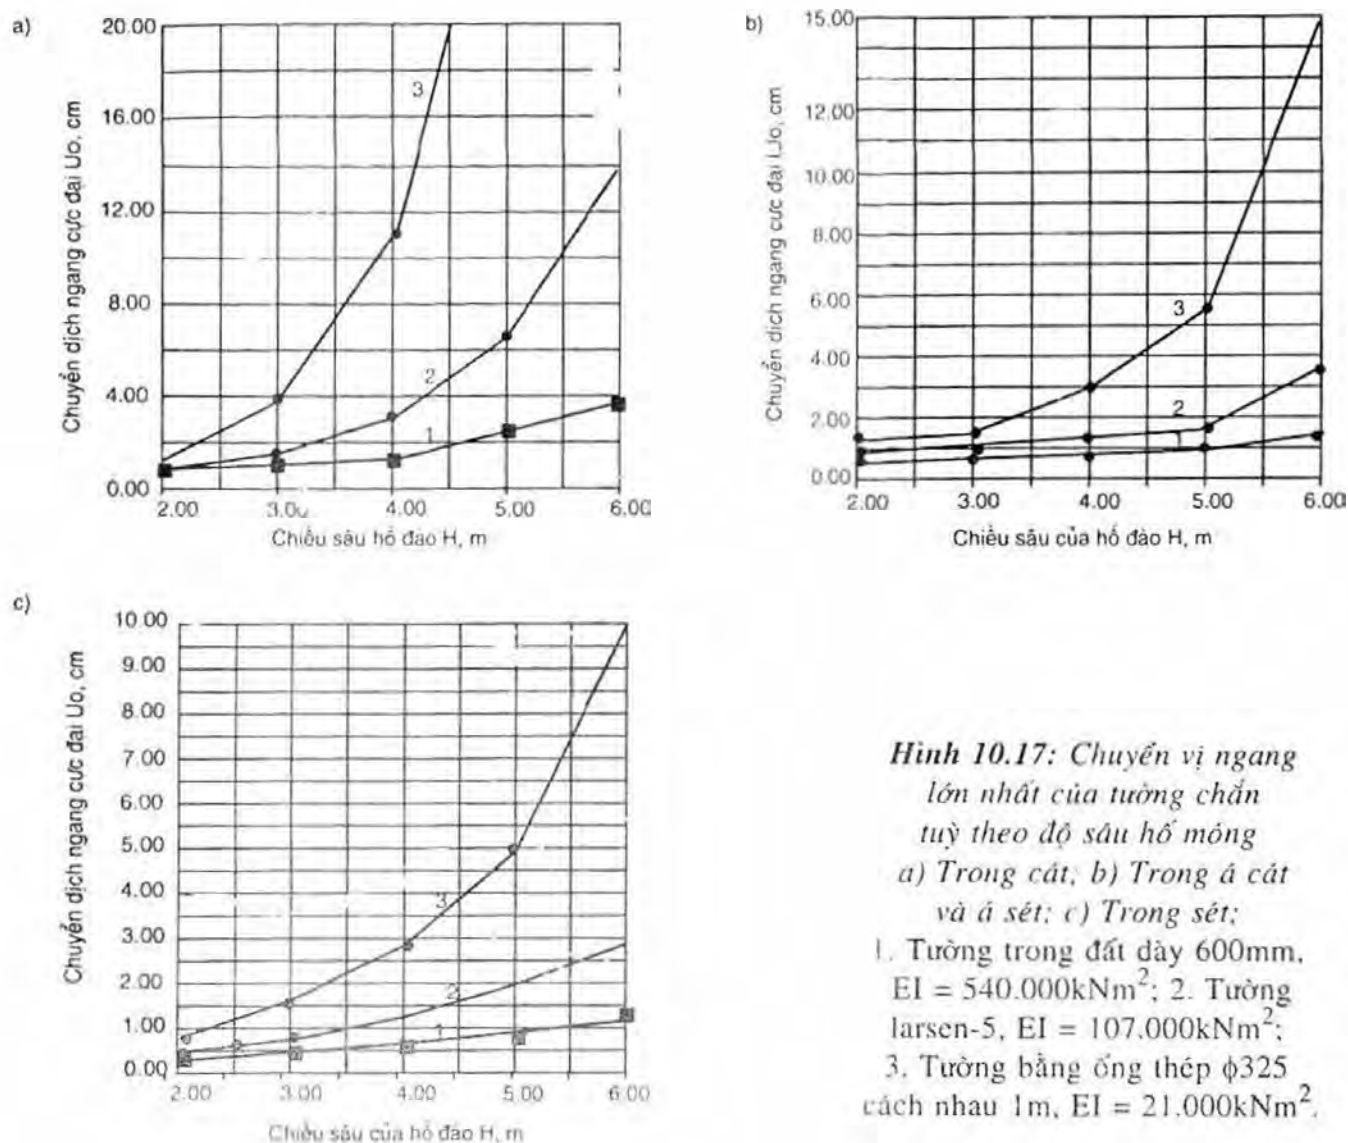 a)
20.00
16.00
12.00
8.00
4.00
0.00
Chuyển dịch ngang cực đại Uo, cm
3
2
1
2.00 3.00 4.00 5.00 6.00
Chiều sâu hố đào H, m
b)
15.00
12.00
10.00
8.00
6.00
4.00
2.00
0.00
Chuyển dịch ngang cực đại Uo, cm
3
2
1
2.00 3.00 4.00 5.00 6.00
Chiều sâu của hố đào H, m
c)
10.00
9.00
8.00
7.00
6.00
5.00
4.00
3.00
2.00
1.00
0.00
Chuyển dịch ngang cực đại Uo, cm
3
2
1
2.00 3.00 4.00 5.00 6.00
Chiều sâu của hố đào H, m
Hình 10.17: Chuyển vị ngang
lớn nhất của tường chắn
tuỳ theo độ sâu hố móng
a) Trong cát; b) Trong á cát
và á sét; c) Trong sét;
1. Tường trong đất dày 600mm,
EI = 540.000kNm²; 2. Tường
larsen-5, EI = 107.000kNm²;
3. Tường bằng ống thép ϕ325
cách nhau 1m, EI = 21.000kNm².